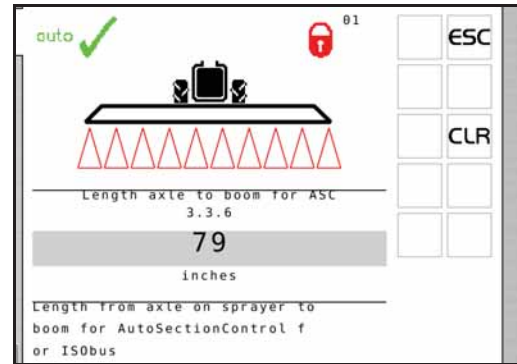 auto
01
ESC
CLR
Length axle to boom for ASC
3.3.6
79
inches
Length from axle on sprayer to
boom for AutoSectionControl f
or ISObus